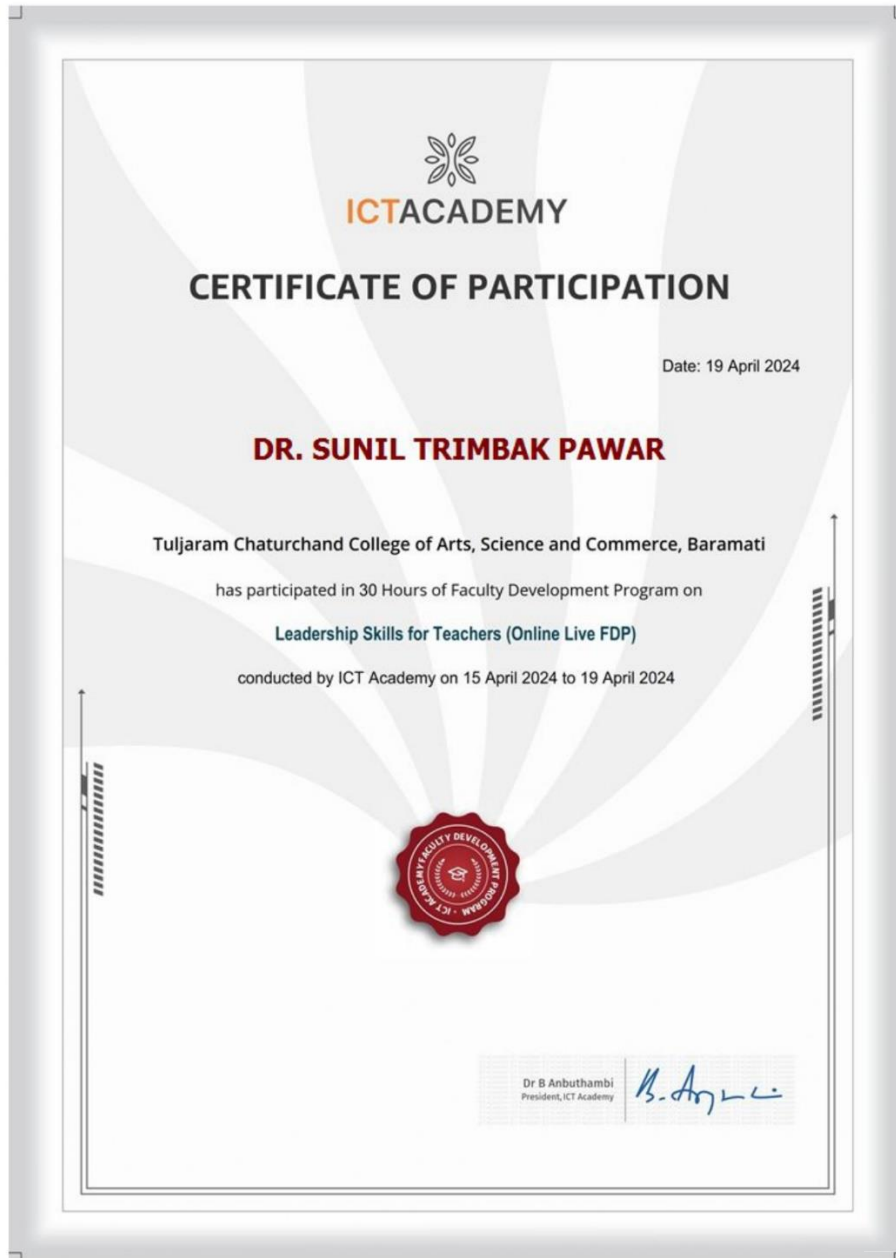 ICTACADEMY
CERTIFICATE OF PARTICIPATION
Date: 19 April 2024
DR. SUNIL TRIMBAK PAWAR
Tuljaram Chaturchand College of Arts, Science and Commerce, Baramati
has participated in 30 Hours of Faculty Development Program on
Leadership Skills for Teachers (Online Live FDP)
conducted by ICT Academy on 15 April 2024 to 19 April 2024
ICT ACADEMY FACULTY DEVELOPMENT PROGRAM
Dr B Anbuthambi
President, ICT Academy